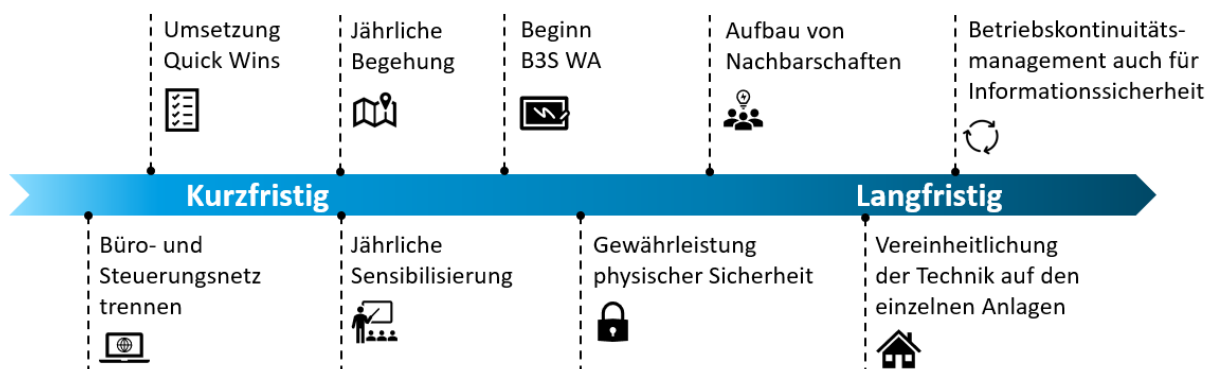 Umsetzung
Quick Wins
Jährliche
Begehung
Beginn
B3S WA
Aufbau von
Nachbarschaften
Betriebskontinuitäts-
management auch für
Informationssicherheit
Kurzfristig
Langfristig
Büro- und
Steuerungsnetz
trennen
Jährliche
Sensibilisierung
Gewährleistung
physischer Sicherheit
Vereinheitlichung
der Technik auf den
einzelnen Anlagen